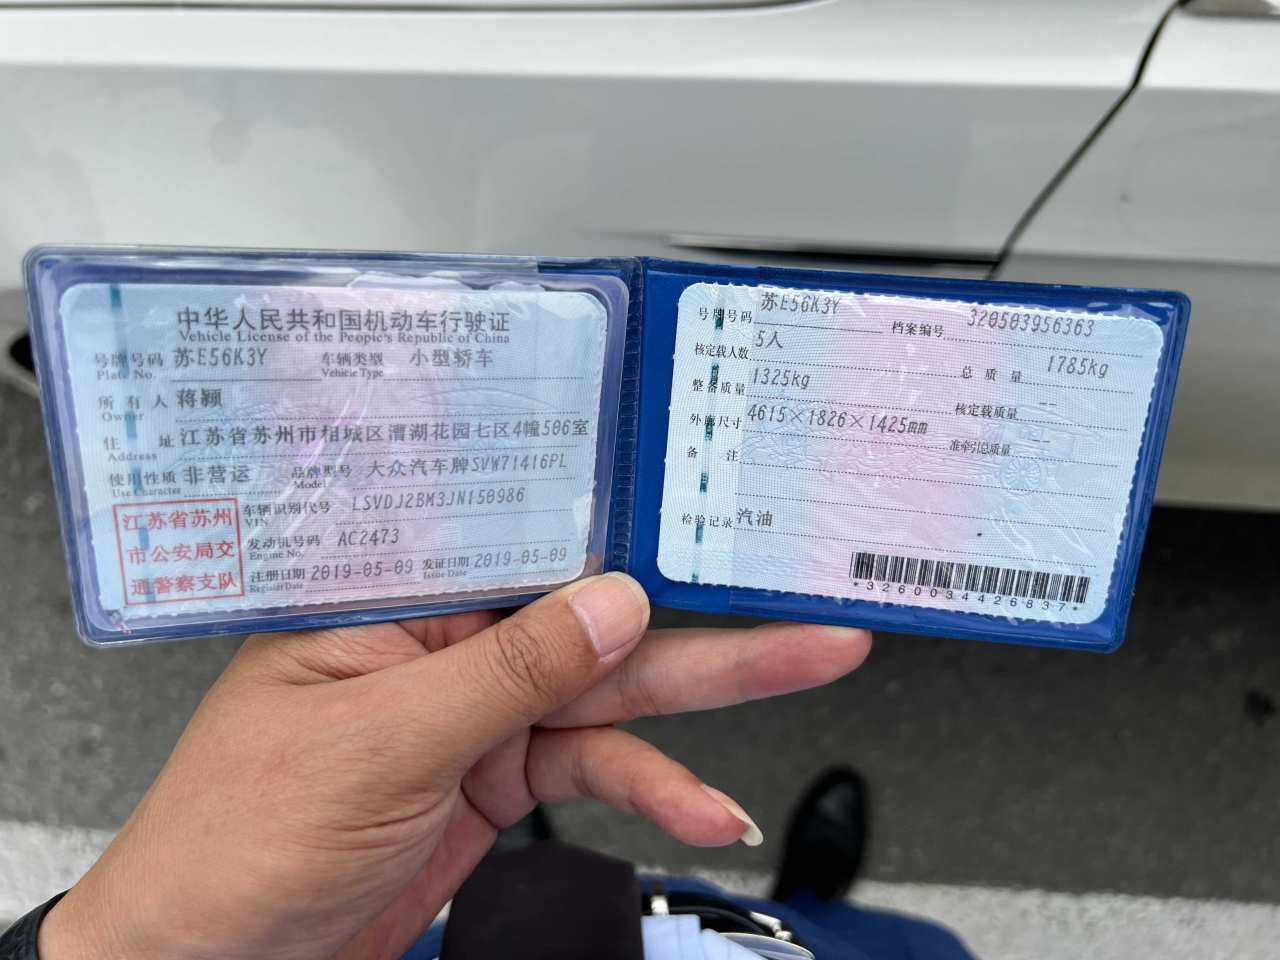 中华人民共和国机动车行驶证
Vehicle License of the People's Republic of China
号牌号码 苏E56K3Y 车辆类型 小型轿车
Plate No. Vehicle Type
所有人 蒋颖
Owner
住址 江苏省苏州市相城区漕湖花园七区4幢506室
Address
使用性质 非营运 品牌型号 大众汽车牌SVW71416PL
Use Character Model
江苏省苏州
市公安局交
通警察支队
车辆识别代号 LSVDJ2BM3JN150986
VIN
发动机号码 AC2473
Engine No.
注册日期 2019-05-09 发证日期 2019-05-09
Register Date Issue Date
号牌号码 苏E56K3Y 档案编号 320503956363
核定载人数 5人 总质量 1785kg
整备质量 1325kg 核定载质量 --
外廓尺寸 4615×1826×1425mm 准牵引总质量 --
备注
检验记录 汽油
*3260034426837*